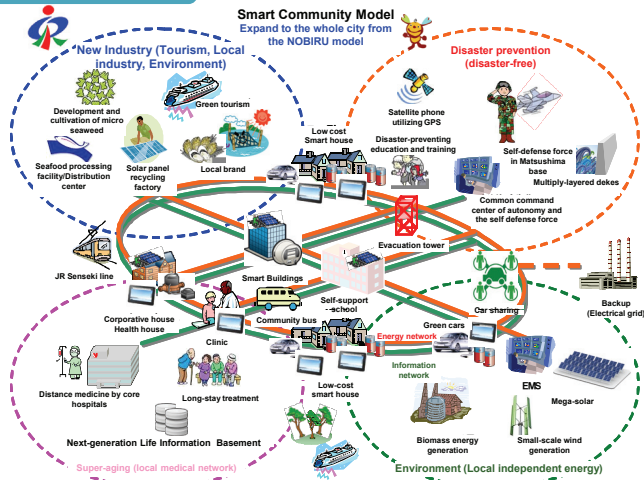 Smart Community Model
Expand to the whole city from
the NOBIRU model
New Industry (Tourism, Local
industry, Environment)
Disaster prevention
(disaster-free)
Green tourism
Development and
cultivation of micro
seaweed
Satellite phone
utilizing GPS
Low cost
Smart house
Disaster-preventing
education and training
Self-defense force
in Matsushima
base
Seafood processing
facility/Distribution
center
Solar panel
recycling
factory
Local brand
Multiply-layered dekes
Common command
center of autonomy and
the self defense force
Evacuation tower
JR Senseki line
Smart Buildings
Self-support
school
Car sharing
Backup
(Electrical grid)
Corporative house
Health house
Community bus
Clinic
Green cars
Energy network
Information
network
Distance medicine by core
hospitals
Long-stay treatment
Low-cost
smart house
EMS
Mega-solar
Next-generation Life Information Basement
Biomass energy
generation
Small-scale wind
generation
Super-aging (local medical network)
Environment (Local independent energy)